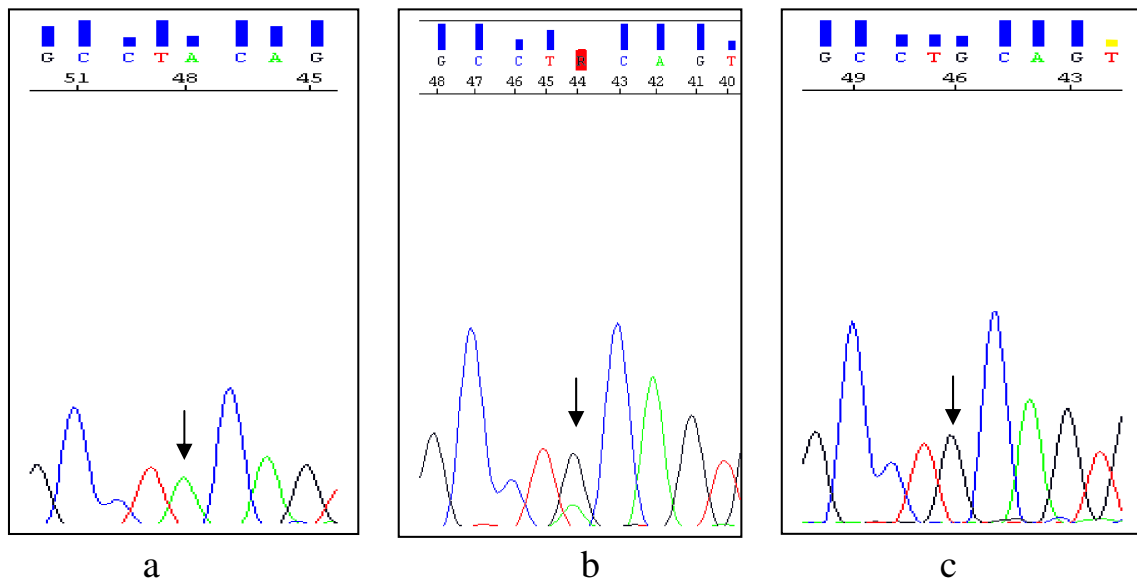 G C C T A C A G
51 48 45
G C C T R C A G T
48 47 46 45 44 43 42 41 40
G C C T G C A G T
49 46 43
a
b
c